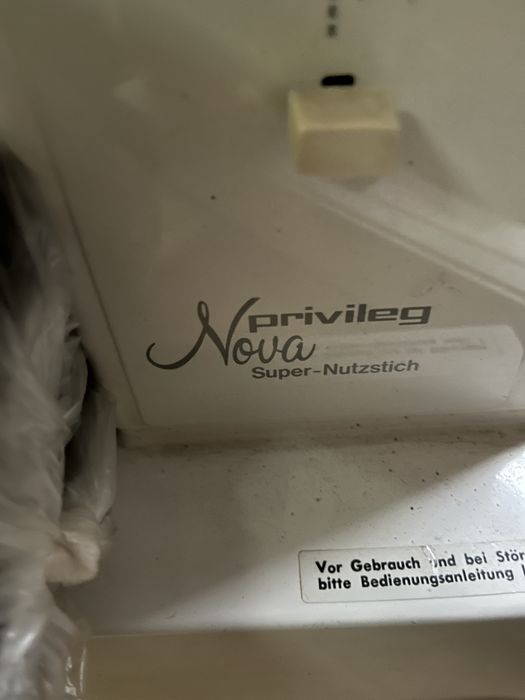 privileg
Nova
Super-Nutzstich
Vor Gebrauch und bei Stör
bitte Bedienungsanleitung